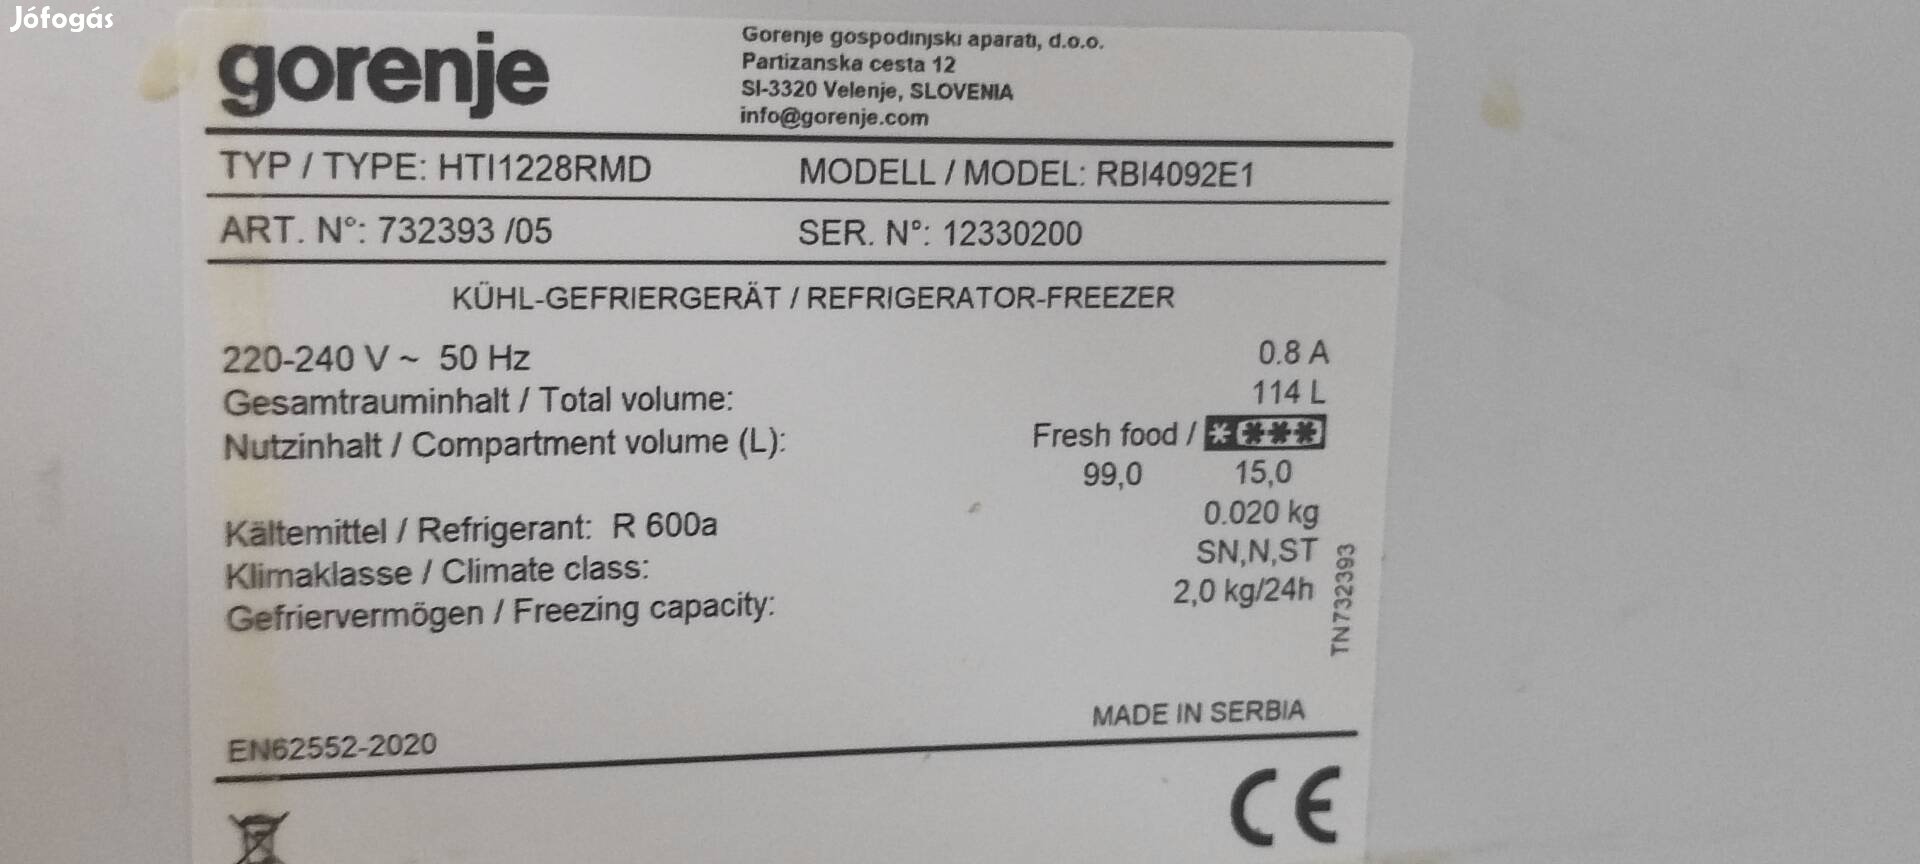 Jófogás
gorenje
Gorenje gospodinjski aparati, d.o.o.
Partizanska cesta 12
SI-3320 Velenje, SLOVENIA
info@gorenje.com
TYP / TYPE: HTI1228RMD MODELL / MODEL: RBI4092E1
ART. N°: 732393 /05 SER. N°: 12330200
KÜHL-GEFRIERGERÄT / REFRIGERATOR-FREEZER
220-240 V ~ 50 Hz 0.8 A
Gesamtrauminhalt / Total volume: 114 L
Nutzinhalt / Compartment volume (L): Fresh food / ****
99,0 15,0
Kältemittel / Refrigerant: R 600a 0.020 kg
Klimaklasse / Climate class: SN,N,ST
Gefriervermögen / Freezing capacity: 2,0 kg/24h
TN732393
MADE IN SERBIA
EN62552-2020
CE